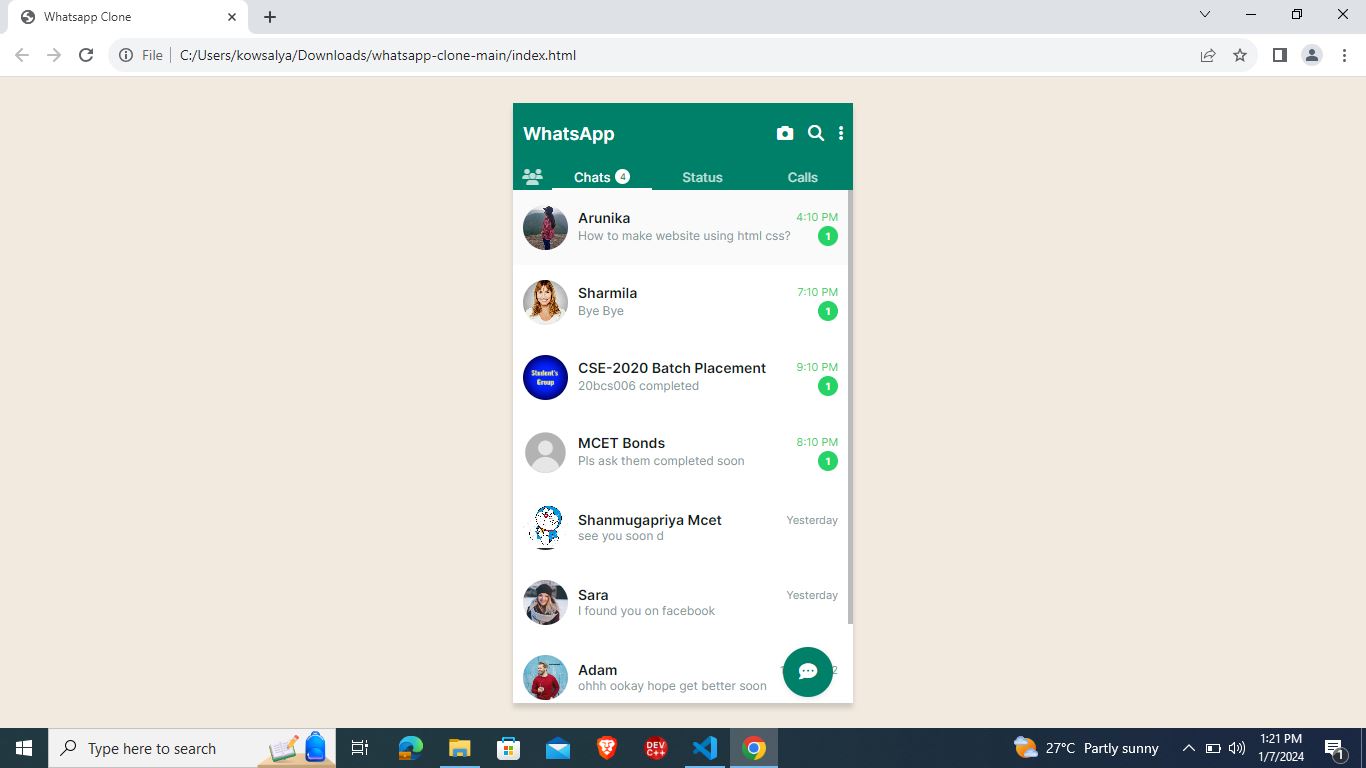 Whatsapp Clone
File
C:/Users/kowsalya/Downloads/whatsapp-clone-main/index.html
WhatsApp
Chats 4
Status
Calls
Arunika
4:10 PM
How to make website using html css?
1
Sharmila
7:10 PM
Bye Bye
1
Student's
Group
CSE-2020 Batch Placement
9:10 PM
20bcs006 completed
1
MCET Bonds
8:10 PM
Pls ask them completed soon
1
Shanmugapriya Mcet
Yesterday
see you soon d
Sara
Yesterday
I found you on facebook
Adam
ohhh ookay hope get better soon
Type here to search
DEV
C++
27°C Partly sunny
1:21 PM
1/7/2024
1